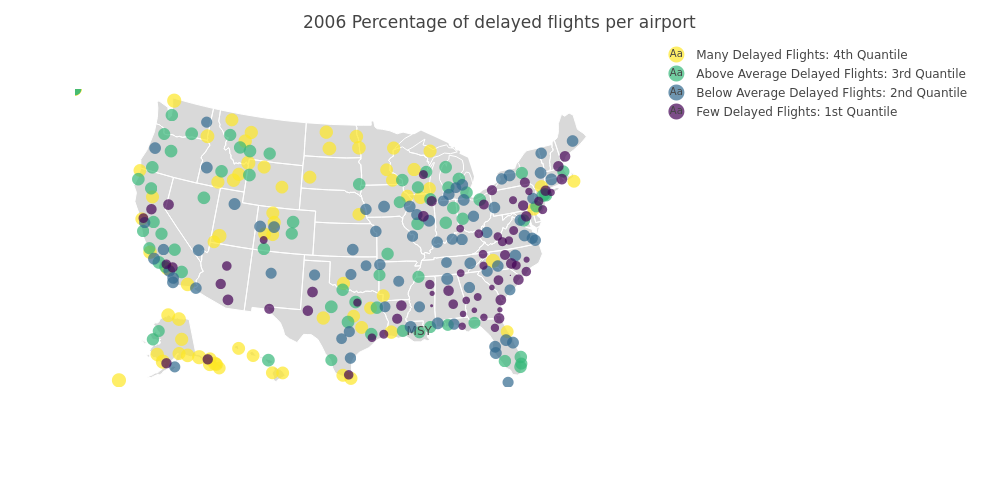 2006 Percentage of delayed flights per airport
Aa Many Delayed Flights: 4th Quantile
Aa Above Average Delayed Flights: 3rd Quantile
Aa Below Average Delayed Flights: 2nd Quantile
Aa Few Delayed Flights: 1st Quantile
MSY